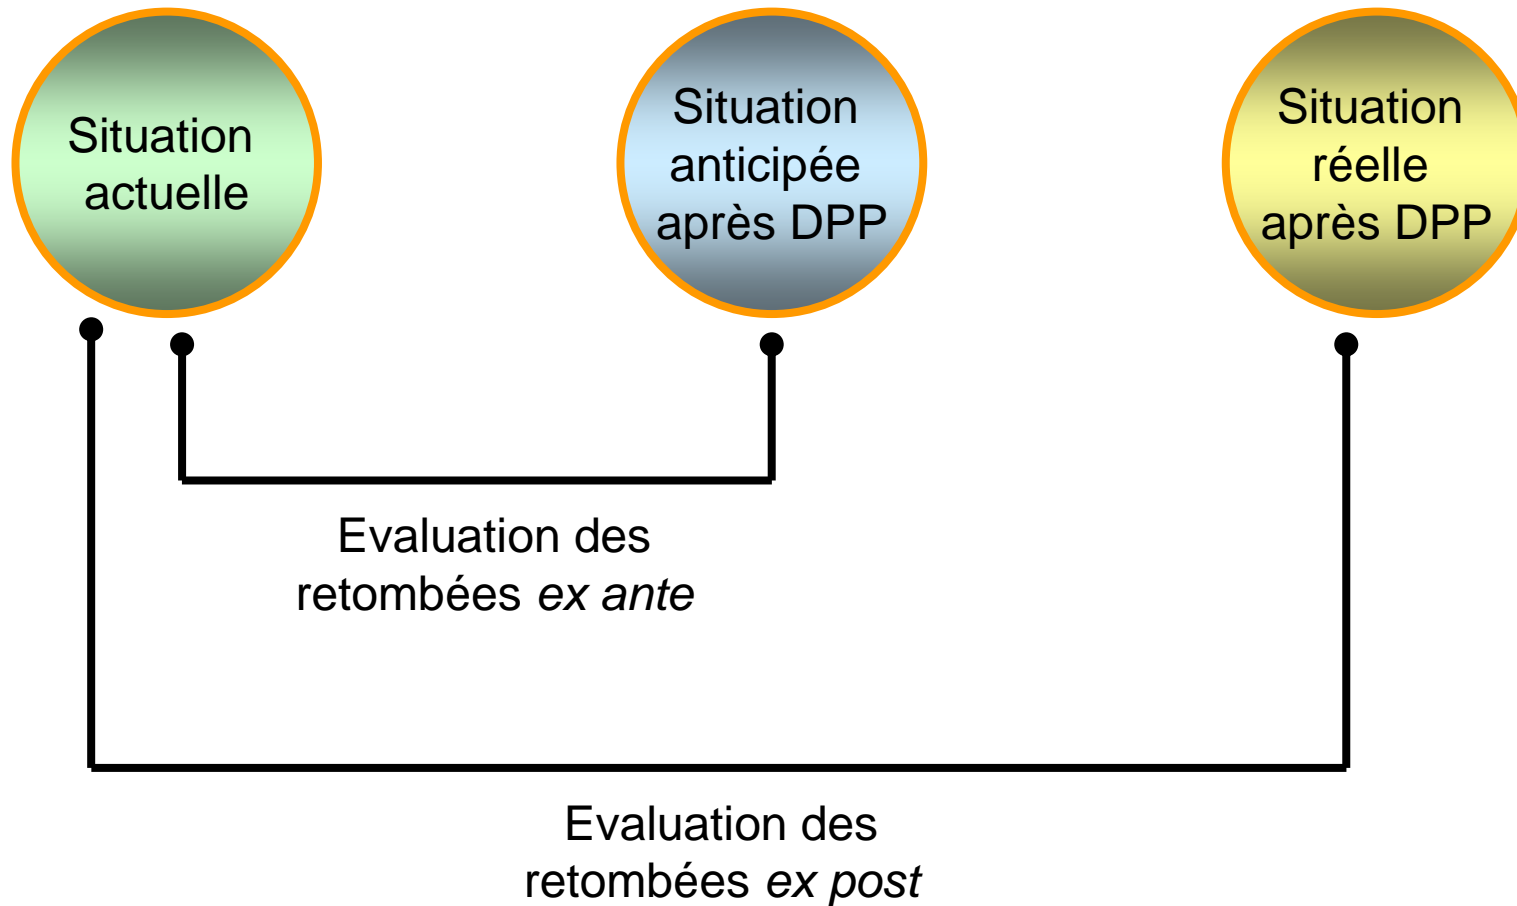 Situation
actuelle
Situation
anticipée
après DPP
Situation
réelle
après DPP
Evaluation des
retombées ex ante
Evaluation des
retombées ex post